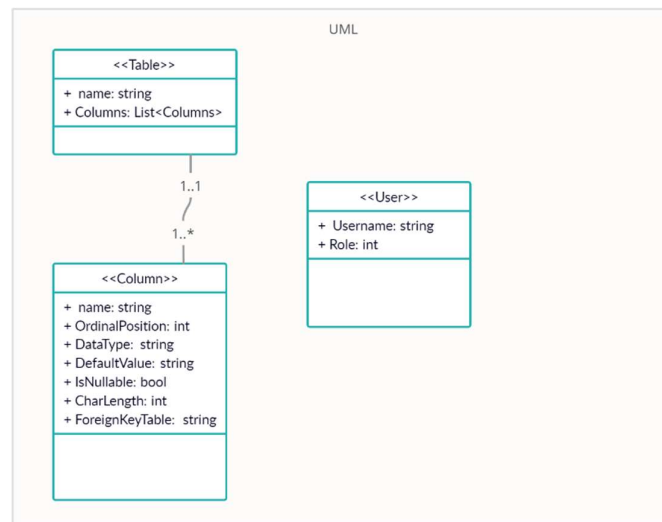 UML
<<Table>>
+ name: string
+ Columns: List<Columns>
1..1
1..*
<<User>>
+ Username: string
+ Role: int
<<Column>>
+ name: string
+ OrdinalPosition: int
+ DataType: string
+ DefaultValue: string
+ IsNullable: bool
+ CharLength: int
+ ForeignKeyTable: string